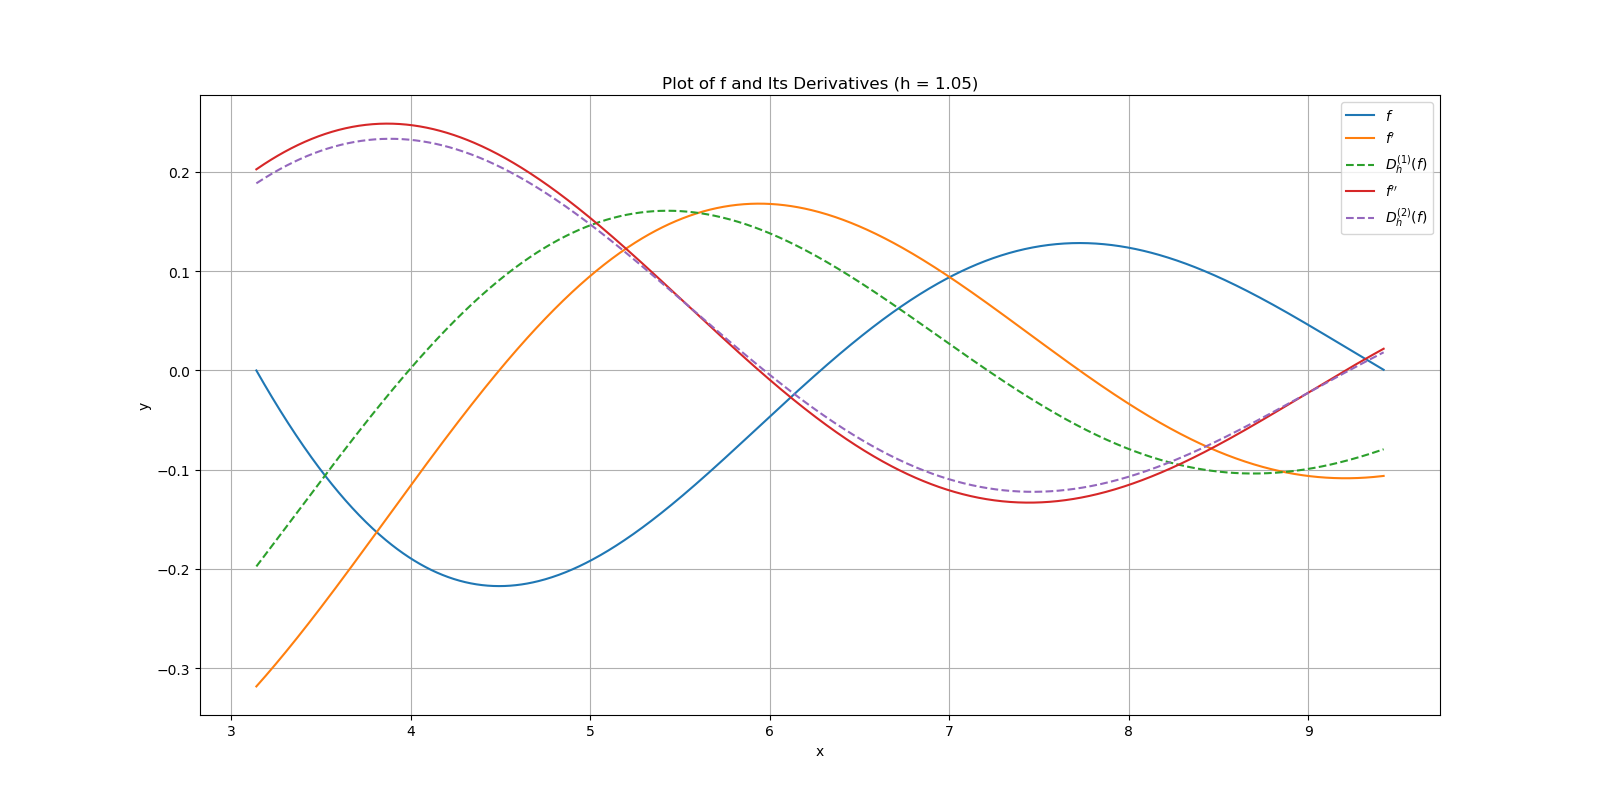 Plot of f and Its Derivatives (h = 1.05)
f
f′
D_h^(1)(f)
f′′
D_h^(2)(f)
y
0.2
0.1
0.0
−0.1
−0.2
−0.3
3 4 5 6 7 8 9
x